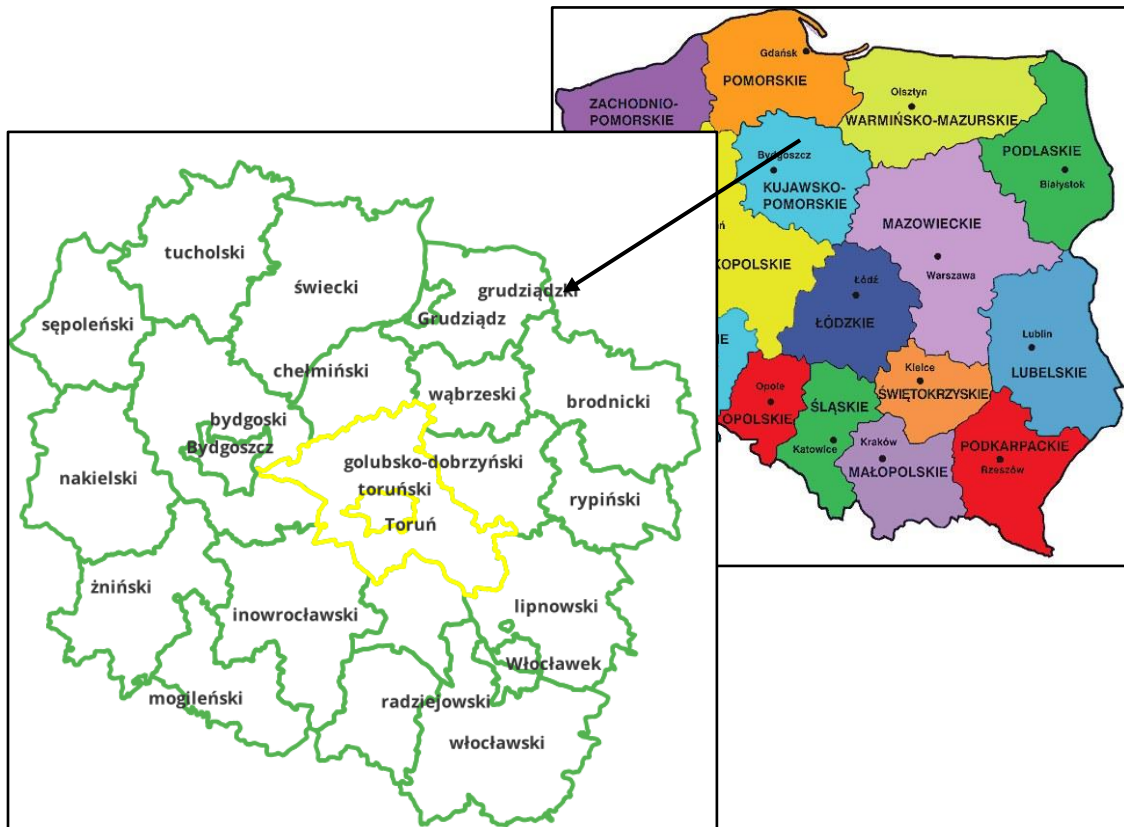 Gdańsk
POMORSKIE
ZACHODNIO-
POMORSKIE
Olsztyn
WARMIŃSKO-MAZURSKIE
PODLASKIE
Białystok
Bydgoszcz
KUJAWSKO-
POMORSKIE
MAZOWIECKIE
Warszawa
KOPOLSKIE
Łódź
ŁÓDZKIE
Lublin
LUBELSKIE
Kielce
ŚWIĘTOKRZYSKIE
Opole
OPOLSKIE
ŚLĄSKIE
Katowice
Kraków
MAŁOPOLSKIE
PODKARPACKIE
Rzeszów
tucholski
świecki
grudziądzki
Grudziądz
sępoleński
chełmiński
wąbrzeski
brodnicki
bydgoski
Bydgoszcz
golubsko-dobrzyński
nakielski
toruński
rypiński
Toruń
żniński
inowrocławski
lipnowski
Włocławek
mogileński
radziejowski
włocławski